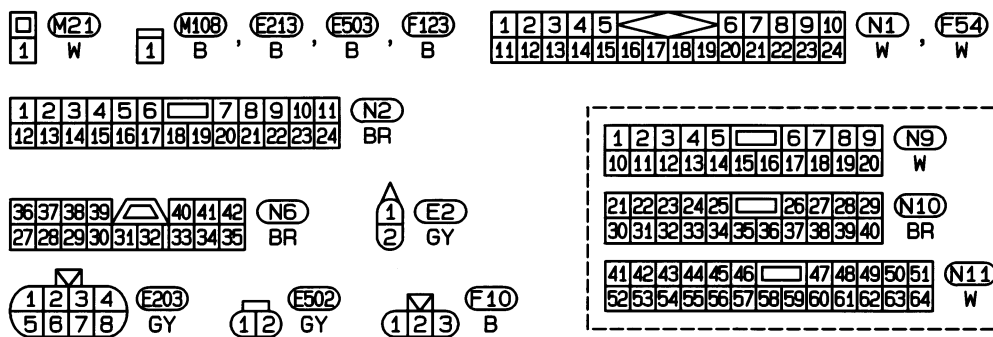 M21 M108 , E213 , E503 , F123
1 W 1 B B B B
1 2 3 4 5 6 7 8 9 10 N1 , F54
11 12 13 14 15 16 17 18 19 20 21 22 23 24 W W
1 2 3 4 5 6 7 8 9 10 11 N2
12 13 14 15 16 17 18 19 20 21 22 23 24 BR
1 2 3 4 5 6 7 8 9 N9
10 11 12 13 14 15 16 17 18 19 20 W
36 37 38 39 40 41 42 N6
27 28 29 30 31 32 33 34 35 BR
1 E2
2 GY
21 22 23 24 25 26 27 28 29 N10
30 31 32 33 34 35 36 37 38 39 40 BR
1 2 3 4 E203
5 6 7 8 GY
E502
1 2 GY
F10
1 2 3 B
41 42 43 44 45 46 47 48 49 50 51 N11
52 53 54 55 56 57 58 59 60 61 62 63 64 W